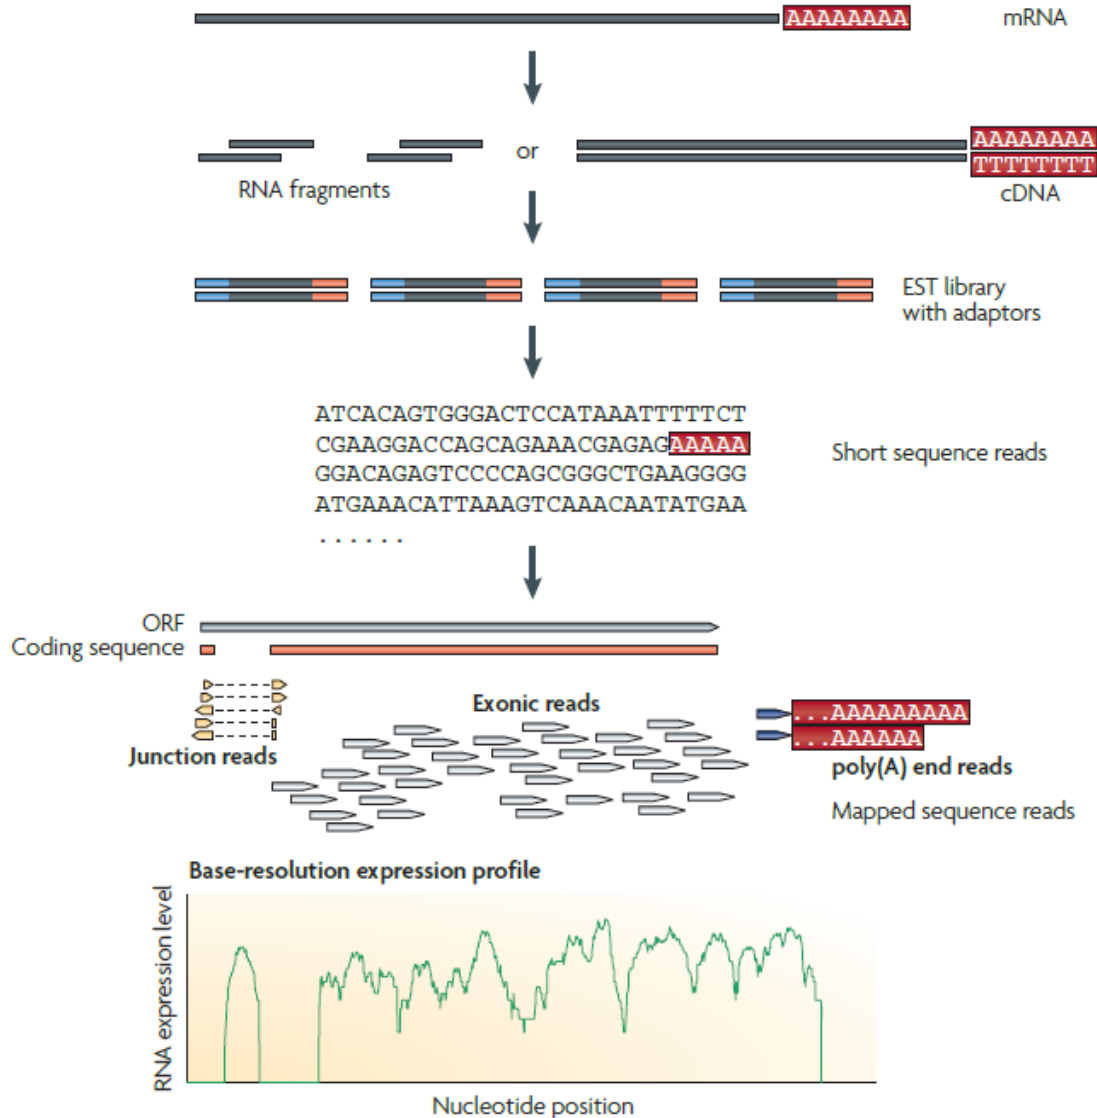 AAAAAAAA
mRNA
or
AAAAAAAA
TTTTTTTT
RNA fragments
cDNA
EST library
with adaptors
ATCACAGTGGGACTCCATAAATTTTTCT
CGAAGGACCAGCAGAAACGAGAGAAAAA
GGACAGAGTCCCCAGCGGGCTGAAGGGG
ATGAAACATTAAAGTCAAACAATATGAA
. . . . . .
Short sequence reads
ORF
Coding sequence
Junction reads
Exonic reads
...AAAAAAAAA
...AAAAAA
poly(A) end reads
Mapped sequence reads
Base-resolution expression profile
RNA expression level
Nucleotide position